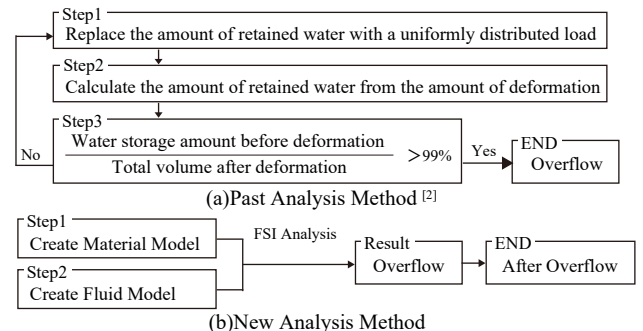 Step1
Replace the amount of retained water with a uniformly distributed load
Step2
Calculate the amount of retained water from the amount of deformation
Step3
Water storage amount before deformation
Total volume after deformation
>99%
No
Yes
END
Overflow
(a)Past Analysis Method [2]
Step1
Create Material Model
Step2
Create Fluid Model
FSI Analysis
Result
Overflow
END
After Overflow
(b)New Analysis Method